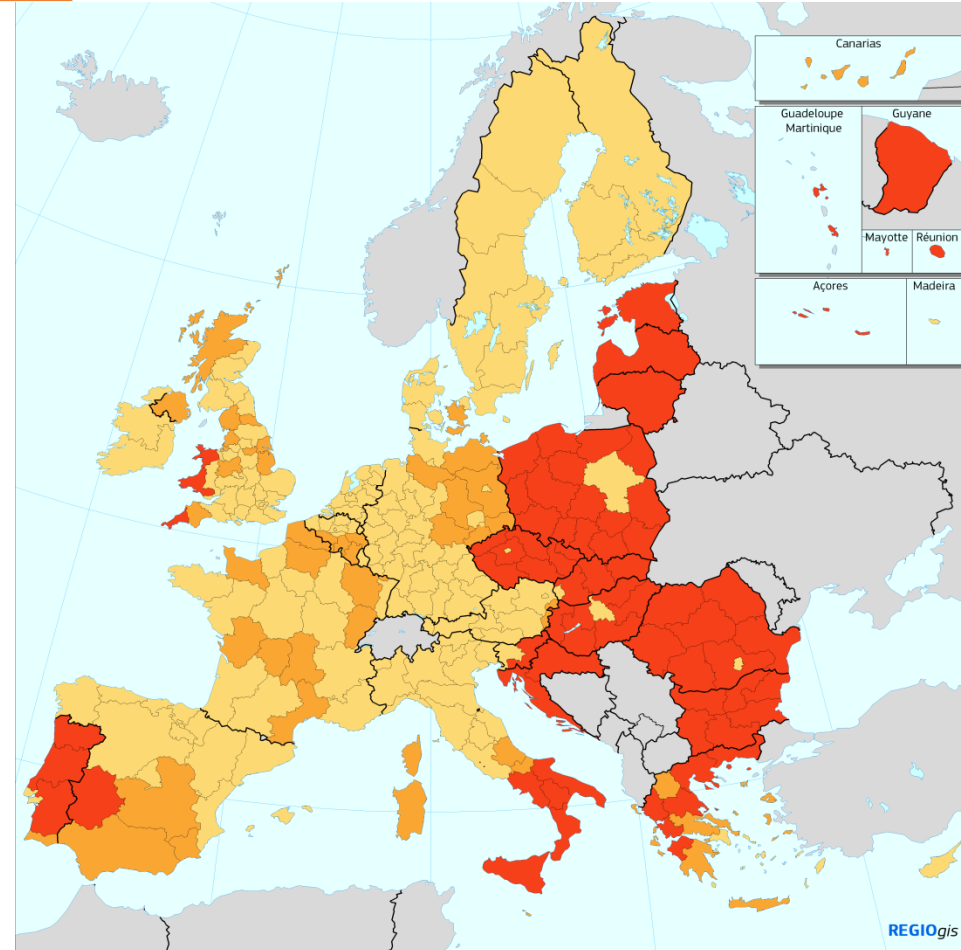 Canarias
Guadeloupe
Martinique
Guyane
Mayotte
Réunion
Açores
Madeira
REGIOgis